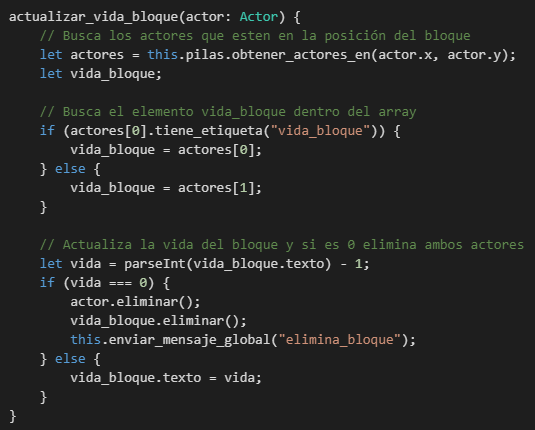 actualizar_vida_bloque(actor: Actor) {
    // Busca los actores que esten en la posición del bloque
    let actores = this.pilas.obtener_actores_en(actor.x, actor.y);
    let vida_bloque;

    // Busca el elemento vida_bloque dentro del array
    if (actores[0].tiene_etiqueta("vida_bloque")) {
        vida_bloque = actores[0];
    } else {
        vida_bloque = actores[1];
    }

    // Actualiza la vida del bloque y si es 0 elimina ambos actores
    let vida = parseInt(vida_bloque.texto) - 1;
    if (vida === 0) {
        actor.eliminar();
        vida_bloque.eliminar();
        this.enviar_mensaje_global("elimina_bloque");
    } else {
        vida_bloque.texto = vida;
    }
}